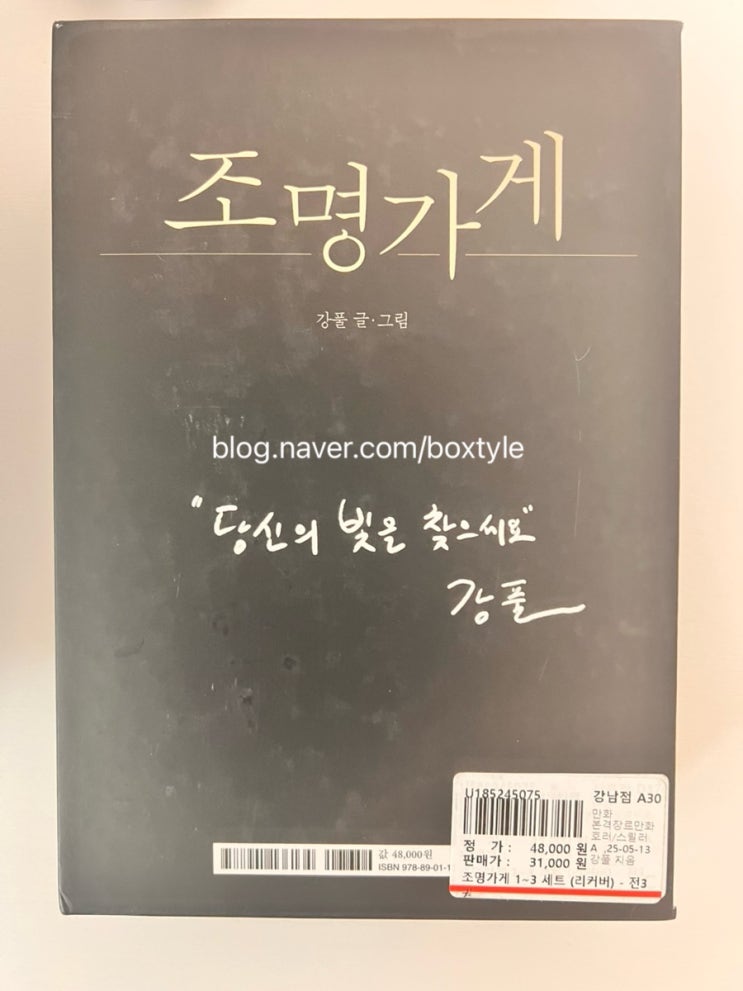 조명가게
강풀 글·그림
blog.naver.com/boxtyle
"당신의 빛을 찾으세요"
강풀
값 48,000원
ISBN 978-89-01-1
U185245075
강남점 A30
만화
본격장르만화
호러/스릴러
정 가 : 48,000 원 A ,25-05-13
판매가 : 31,000 원 강풀 지음
조명가게 1~3 세트 (리커버) - 전3